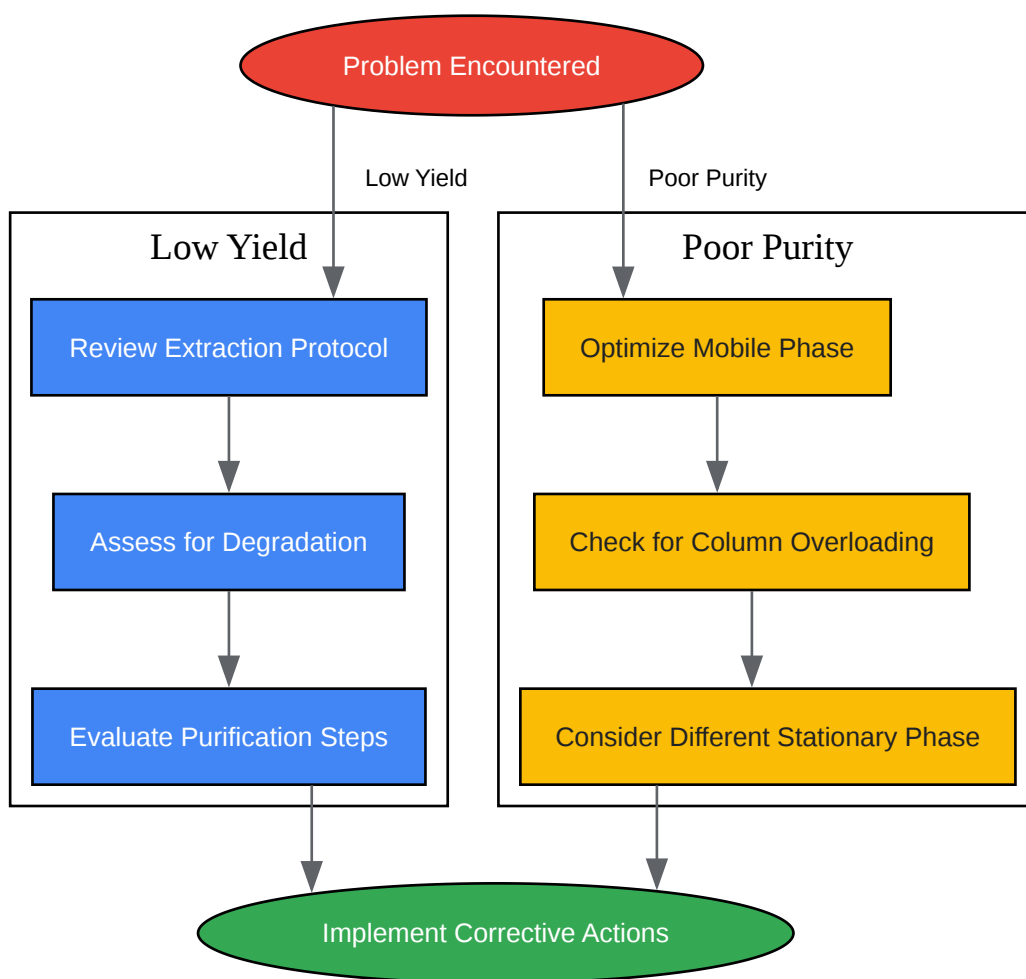 Problem Encountered
Low Yield
Poor Purity
Low Yield
Poor Purity
Review Extraction Protocol
Optimize Mobile Phase
Assess for Degradation
Check for Column Overloading
Evaluate Purification Steps
Consider Different Stationary Phase
Implement Corrective Actions